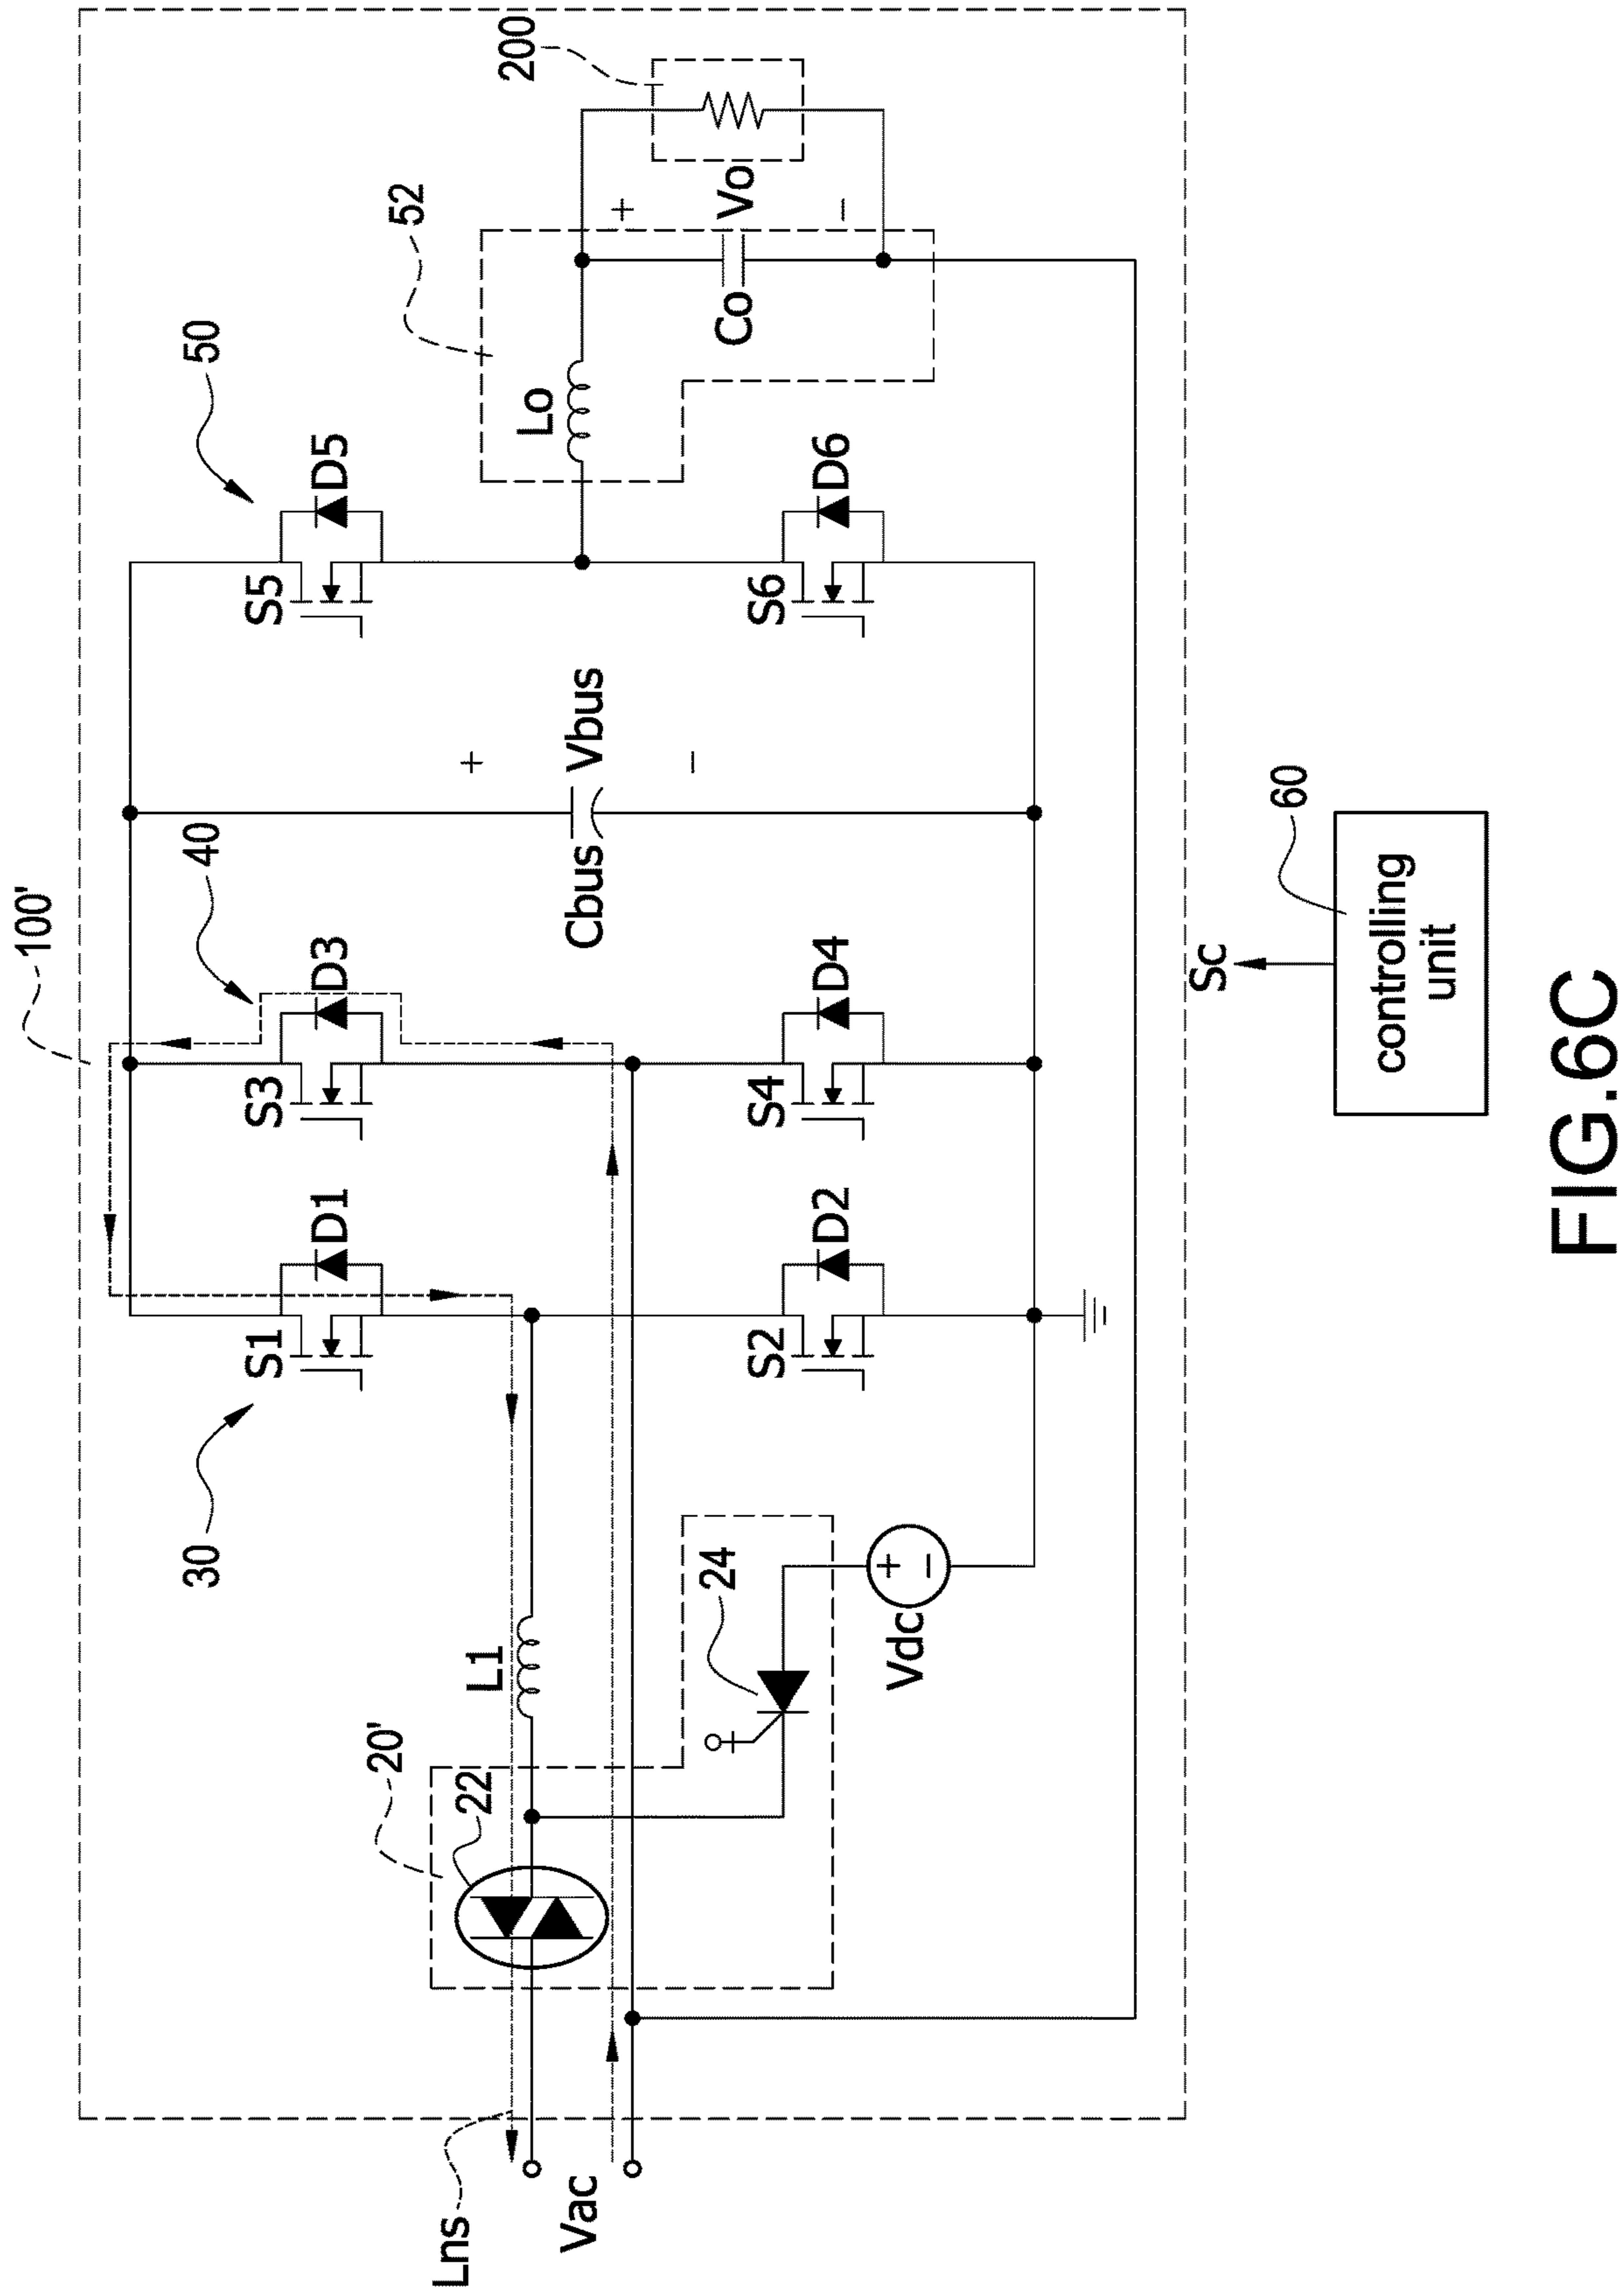 100'
30
40
50
52
200
S1
D1
S3
D3
S5
D5
Lns
Vac
20'
22
L1
Cbus
+
Vbus
−
Lo
+
Co
Vo
−
24
+
−
Vdc
S2
D2
S4
D4
S6
D6
Sc
60
controlling
unit
FIG.6C